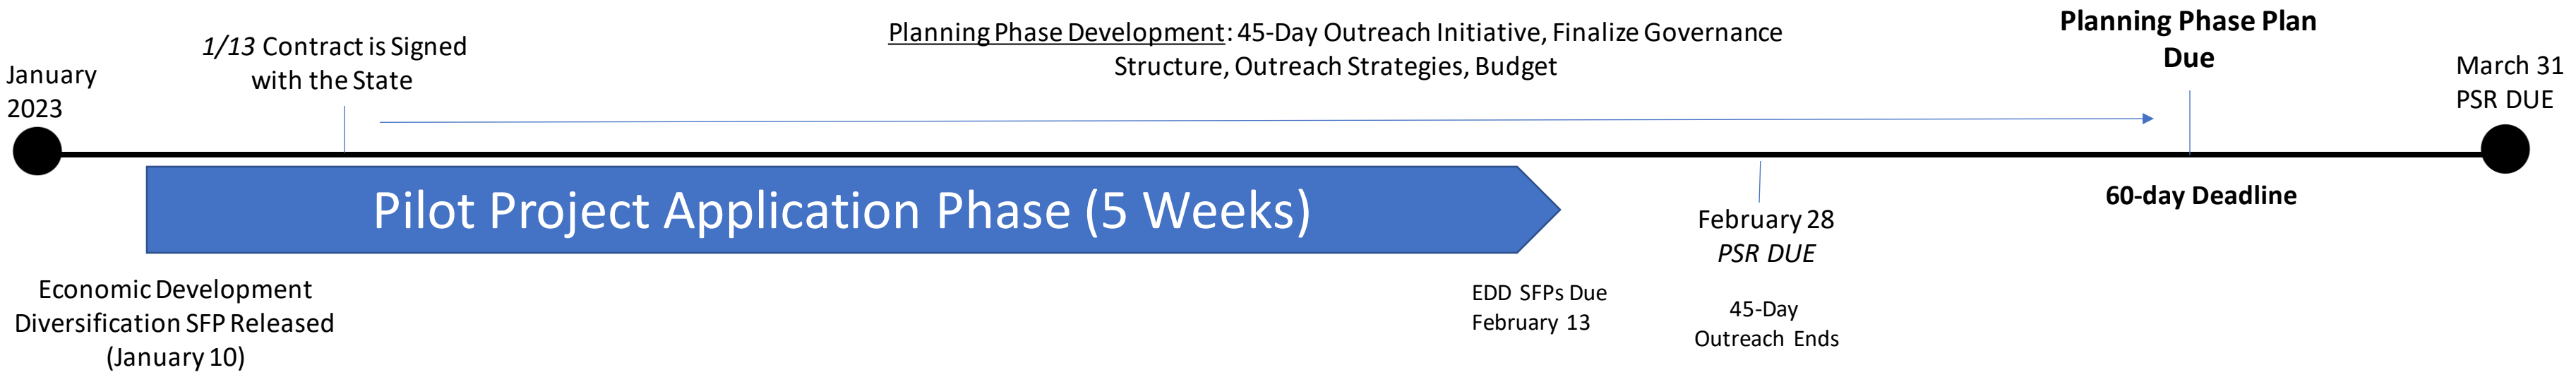 January
2023
1/13 Contract is Signed
with the State
Planning Phase Development: 45-Day Outreach Initiative, Finalize Governance
Structure, Outreach Strategies, Budget
Planning Phase Plan
Due
March 31
PSR DUE
Pilot Project Application Phase (5 Weeks)
60-day Deadline
February 28
PSR DUE
Economic Development
Diversification SFP Released
(January 10)
EDD SFPs Due
February 13
45-Day
Outreach Ends